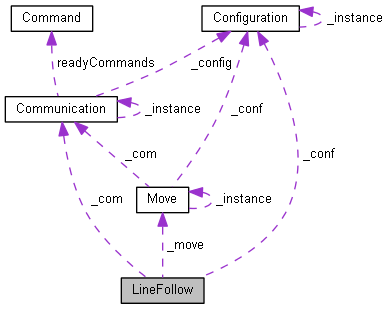 Command
Configuration
_instance
readyCommands
_config
Communication
_instance
_conf
_com
_conf
_com
Move
_instance
_move
LineFollow